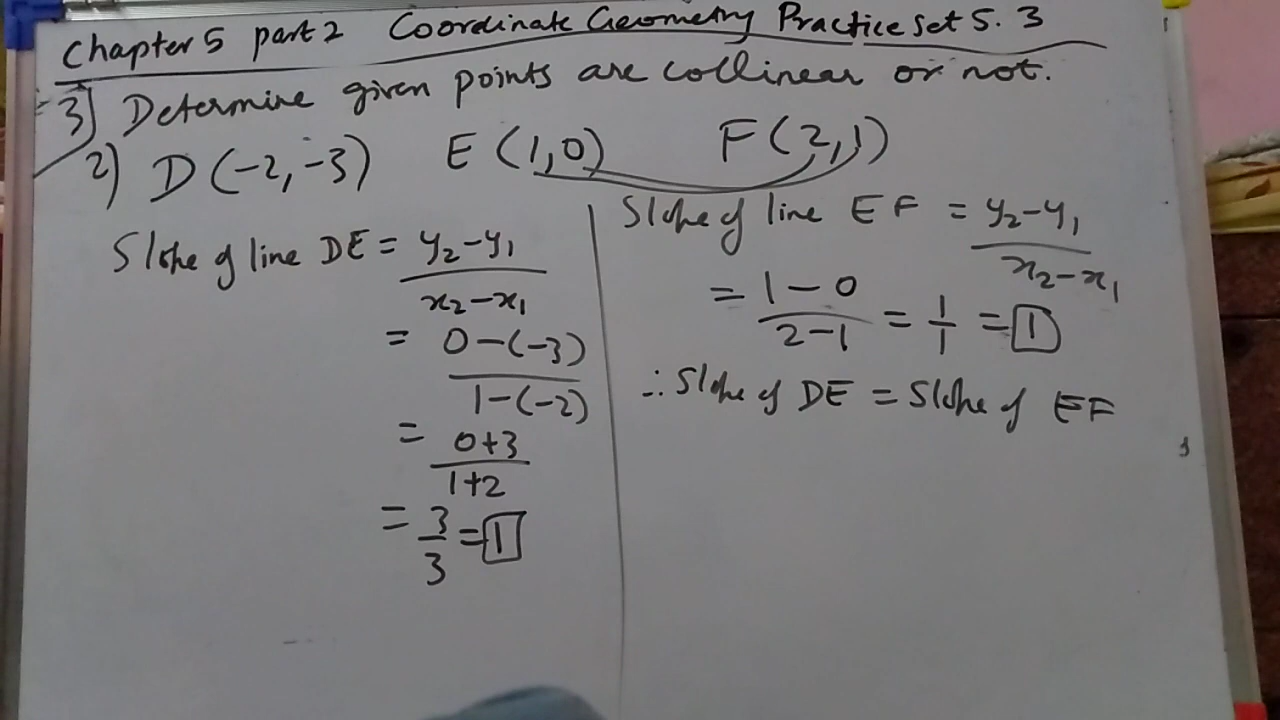 Chapter 5 part 2 Coordinate Geometry Practice Set 5.3
3) Determine given points are collinear or not.
2) D(-2,-3) E(1,0) F(2,1)
Slope of line DE = y₂-y₁
x₂-x₁
= 0-(-3)
1-(-2)
= 0+3
1+2
= 3
3
= 1
Slope of line EF = y₂-y₁
x₂-x₁
= 1-0
2-1
= 1
1
= 1
∴ Slope of DE = Slope of EF